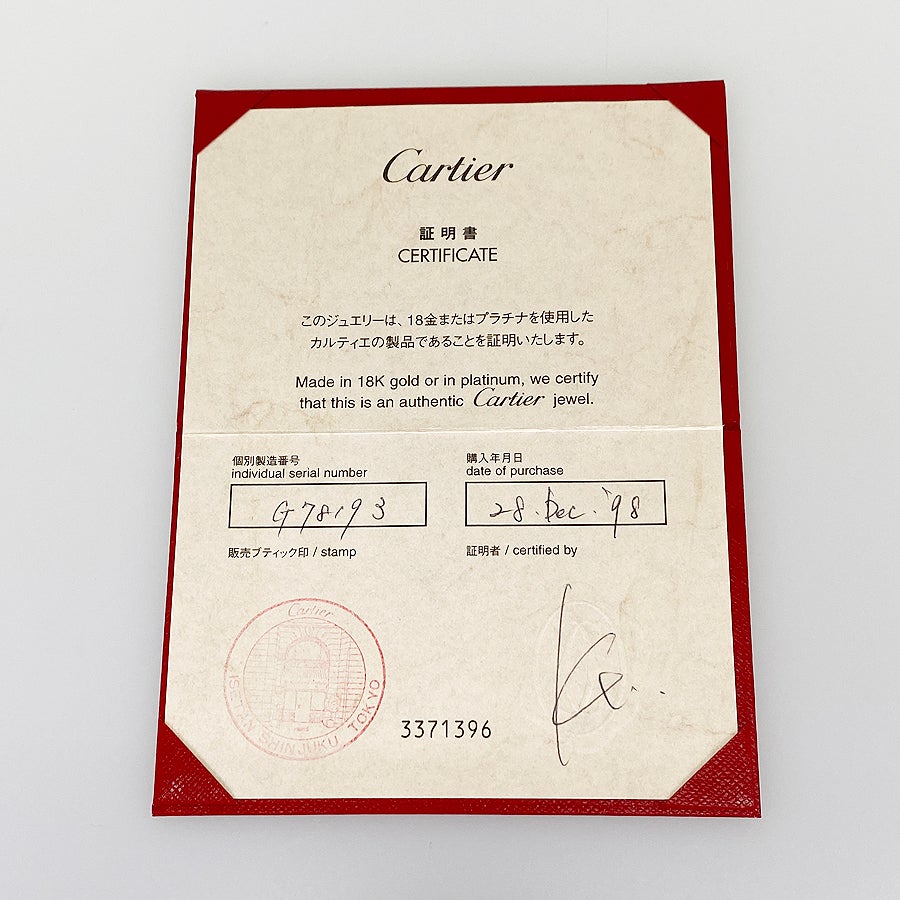 Cartier
証明書
CERTIFICATE
このジュエリーは、18金またはプラチナを使用した
カルティエの製品であることを証明いたします。
Made in 18K gold or in platinum, we certify
that this is an authentic Cartier jewel.
個別製造番号
individual serial number
G78193
購入年月日
date of purchase
28. Dec. '98
販売ブティック印 / stamp
証明者 / certified by
Cartier
ISETAN SHINJUKU TOKYO
3371396